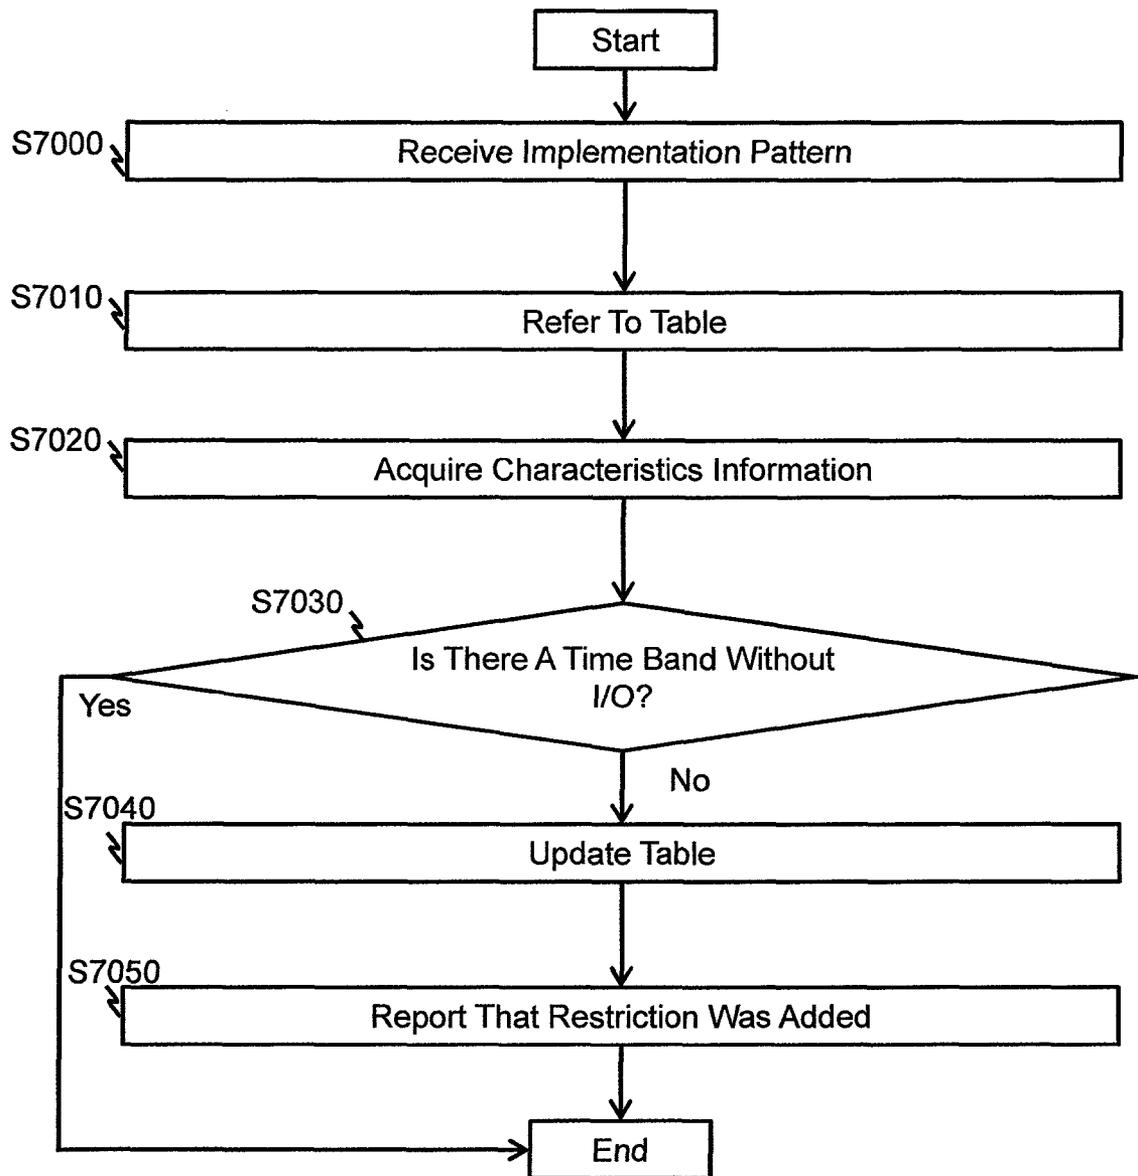 Start
S7000
Receive Implementation Pattern
S7010
Refer To Table
S7020
Acquire Characteristics Information
S7030
Is There A Time Band Without
I/O?
Yes
No
S7040
Update Table
S7050
Report That Restriction Was Added
End